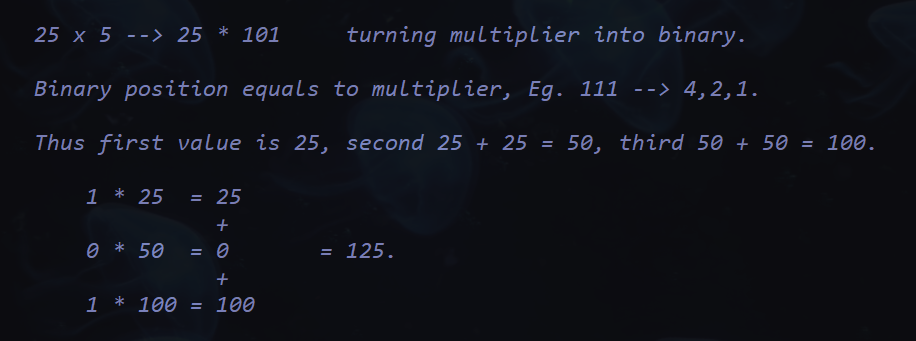 25 x 5 --> 25 * 101     turning multiplier into binary.
Binary position equals to multiplier, Eg. 111 --> 4,2,1.
Thus first value is 25, second 25 + 25 = 50, third 50 + 50 = 100.
1 * 25  = 25
+
0 * 50  = 0       = 125.
+
1 * 100 = 100